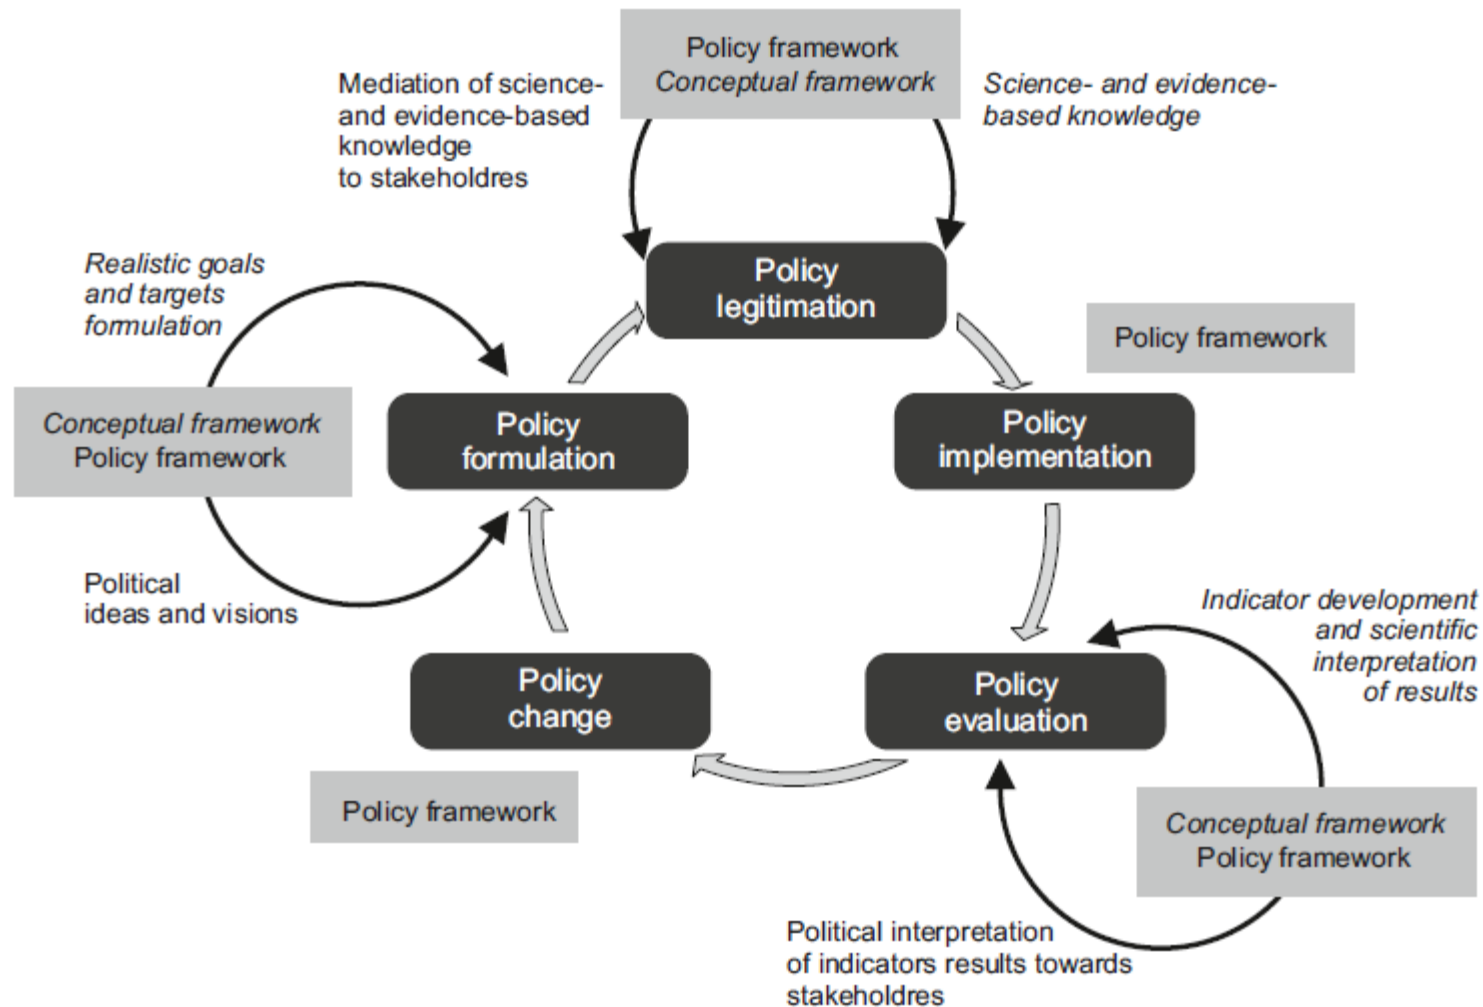 Policy framework
Conceptual framework
Mediation of science-
and evidence-based
knowledge
to stakeholdres
Science- and evidence-
based knowledge
Policy
legitimation
Realistic goals
and targets
formulation
Policy framework
Conceptual framework
Policy framework
Policy
formulation
Policy
implementation
Political
ideas and visions
Indicator development
and scientific
interpretation
of results
Policy
change
Policy
evaluation
Policy framework
Conceptual framework
Policy framework
Political interpretation
of indicators results towards
stakeholdres